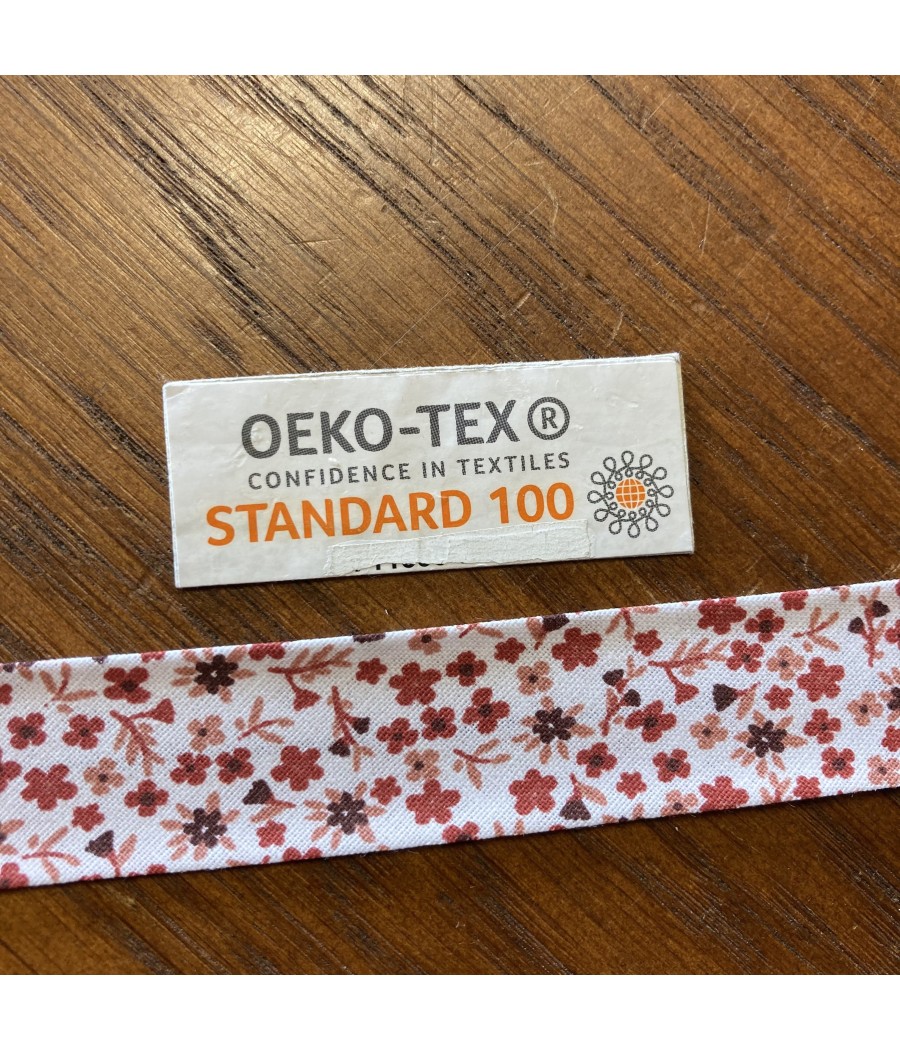 OEKO-TEX®
CONFIDENCE IN TEXTILES
STANDARD 100